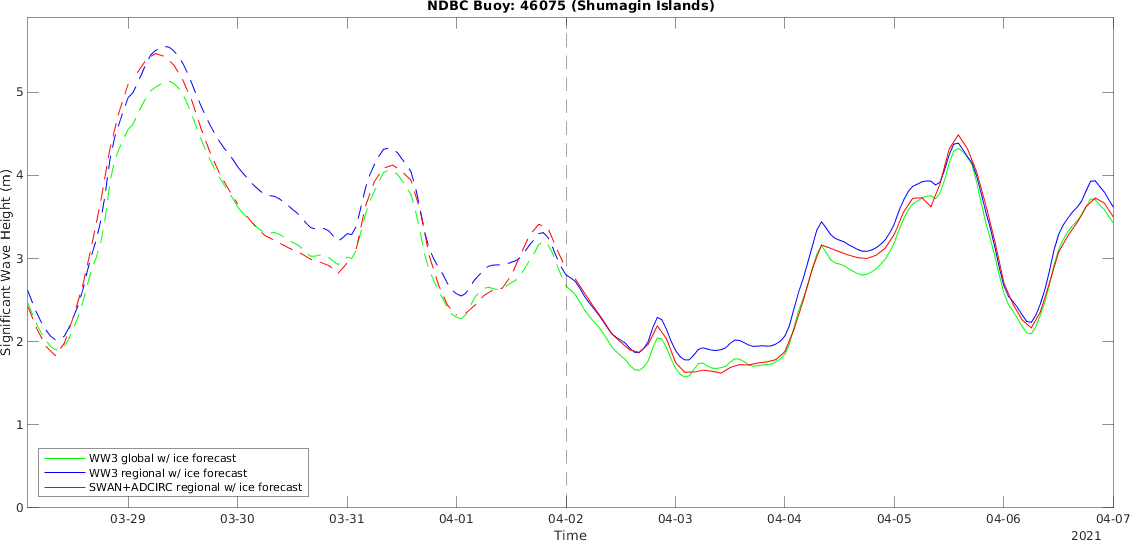 NDBC Buoy: 46075 (Shumagin Islands)
Significant Wave Height (m)
5
4
3
2
1
0
WW3 global w/ ice forecast
WW3 regional w/ ice forecast
SWAN+ADCIRC regional w/ ice forecast
03-29 03-30 03-31 04-01 04-02 04-03 04-04 04-05 04-06 04-07
Time
2021